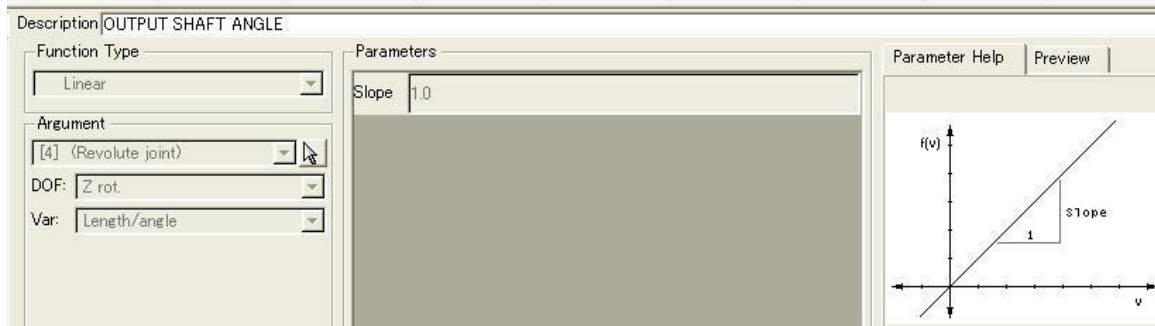 Description OUTPUT SHAFT ANGLE
Function Type
Linear
Argument
[4] (Revolute joint)
DOF: Z rot.
Var: Length/angle
Parameters
Slope 1.0
Parameter Help Preview
f(v)
Slope
1
v